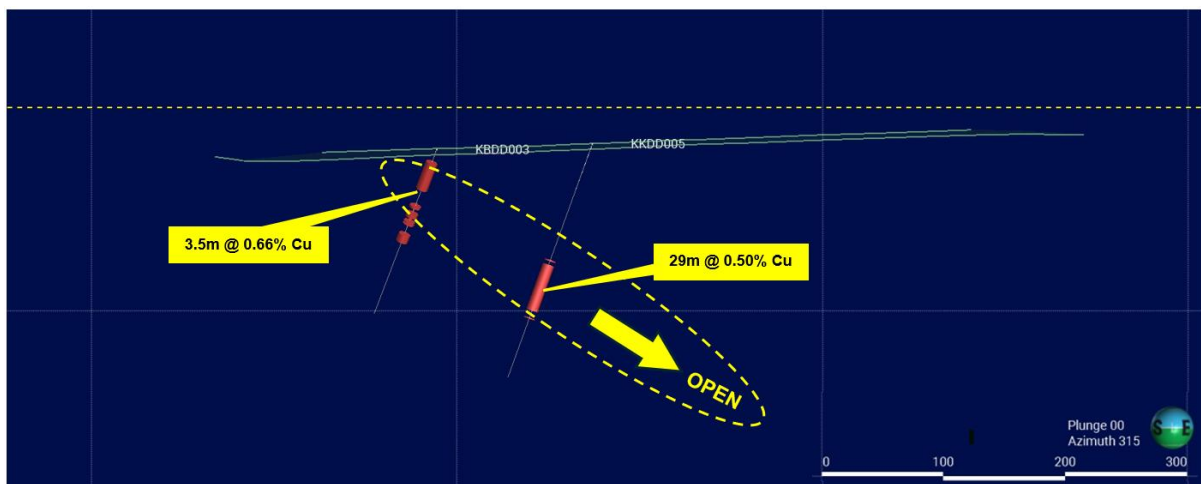 KBDD003
KKDD005
3.5m @ 0.66% Cu
29m @ 0.50% Cu
OPEN
Plunge 00
Azimuth 315
S E
0
100
200
300